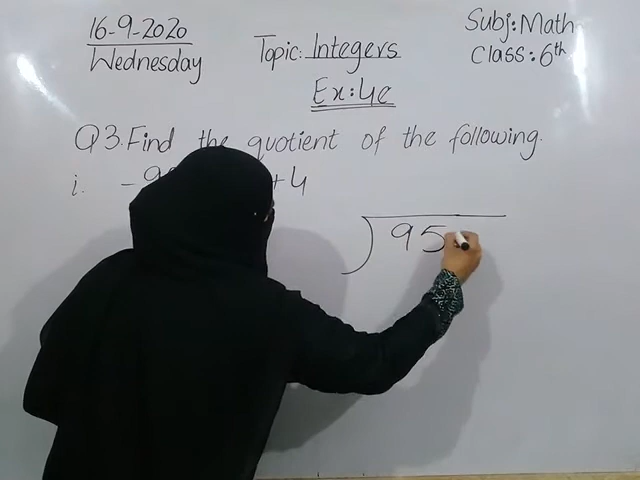 16-9-2020
Wednesday
Topic: Integers
Ex: 4c
Subj: Math
Class: 6th
Q3. Find the quotient of the following.
i. -9 +4
95